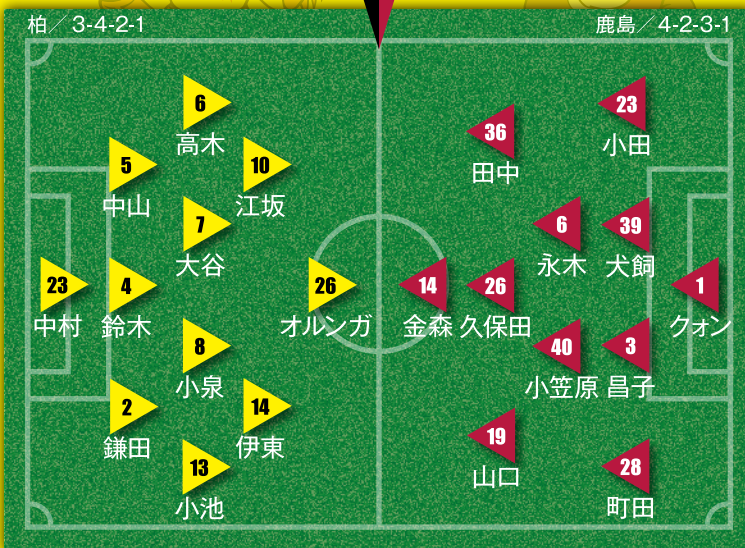 柏／3-4-2-1
鹿島／4-2-3-1
6
高木
5
中山
10
江坂
7
大谷
23
中村
4
鈴木
26
オルンガ
8
小泉
2
鎌田
14
伊東
13
小池
36
田中
23
小田
6
永木
39
犬飼
14
金森
26
久保田
1
クォン
40
小笠原
3
昌子
19
山口
28
町田